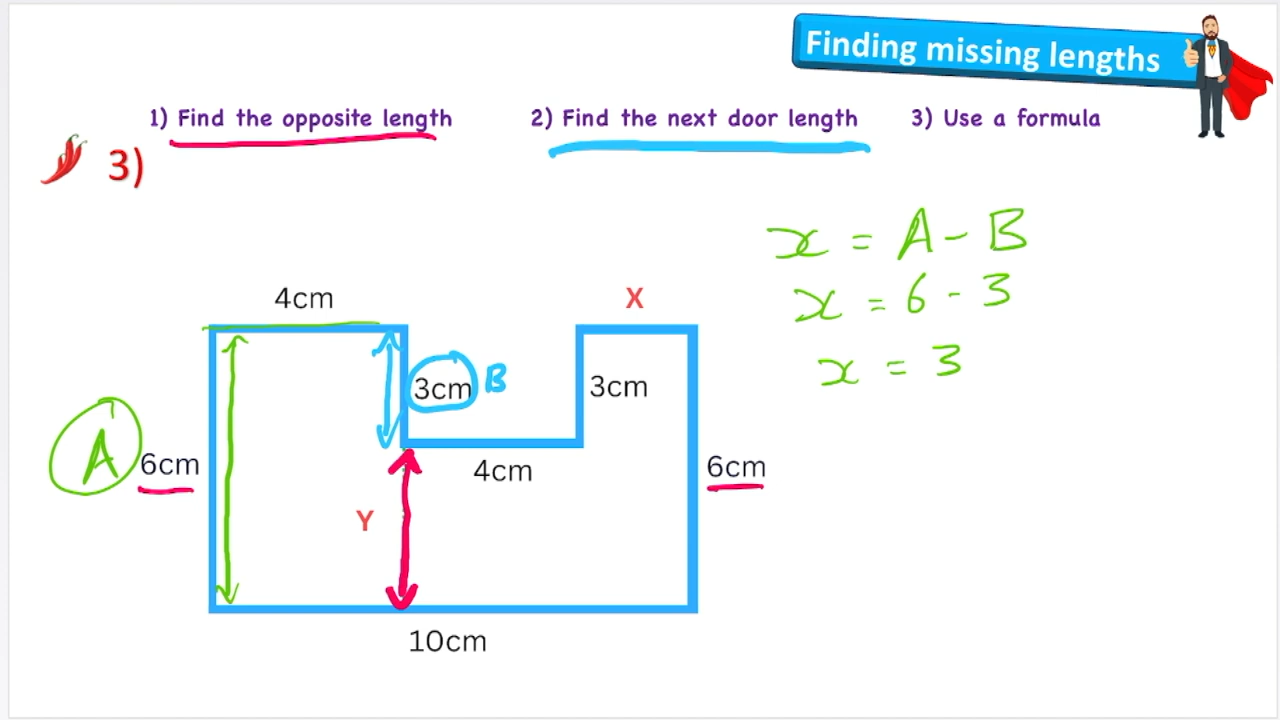 Finding missing lengths
1) Find the opposite length 2) Find the next door length 3) Use a formula
3)
x = A - B
x = 6 - 3
x = 3
4cm X
3cm B 3cm
A 6cm 4cm 6cm
Y
10cm